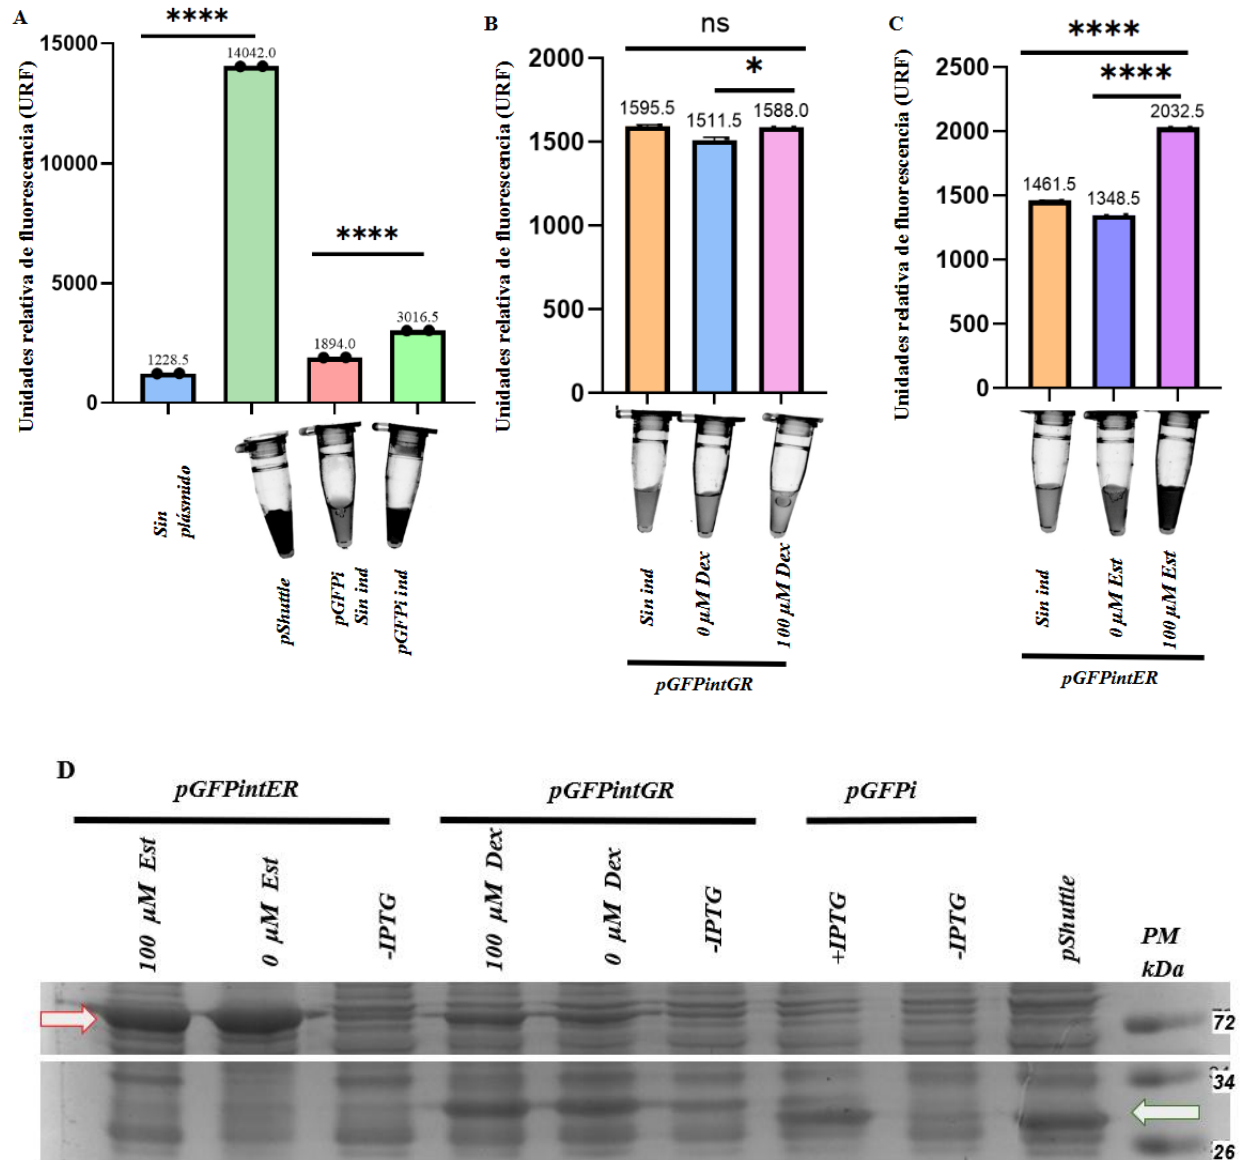 A
Unidades relativa de fluorescencia (URF)
15000
10000
5000
0
****
14042.0
****
1228.5
1894.0
3016.5
Sin
plásmido
pShuttle
pGFPi
Sin ind
pGFPi ind
B
Unidades relativa de fluorescencia (URF)
2000
1500
1000
500
0
ns
*
1595.5
1511.5
1588.0
Sin ind
0 µM Dex
100 µM Dex
pGFPintGR
C
Unidades relativa de fluorescencia (URF)
2500
2000
1500
1000
500
0
****
****
1461.5
1348.5
2032.5
Sin ind
0 µM Est
100 µM Est
pGFPintER
D
pGFPintER
pGFPintGR
pGFPi
100 µM Est
0 µM Est
-IPTG
100 µM Dex
0 µM Dex
-IPTG
+IPTG
-IPTG
pShuttle
PM
kDa
72
34
26